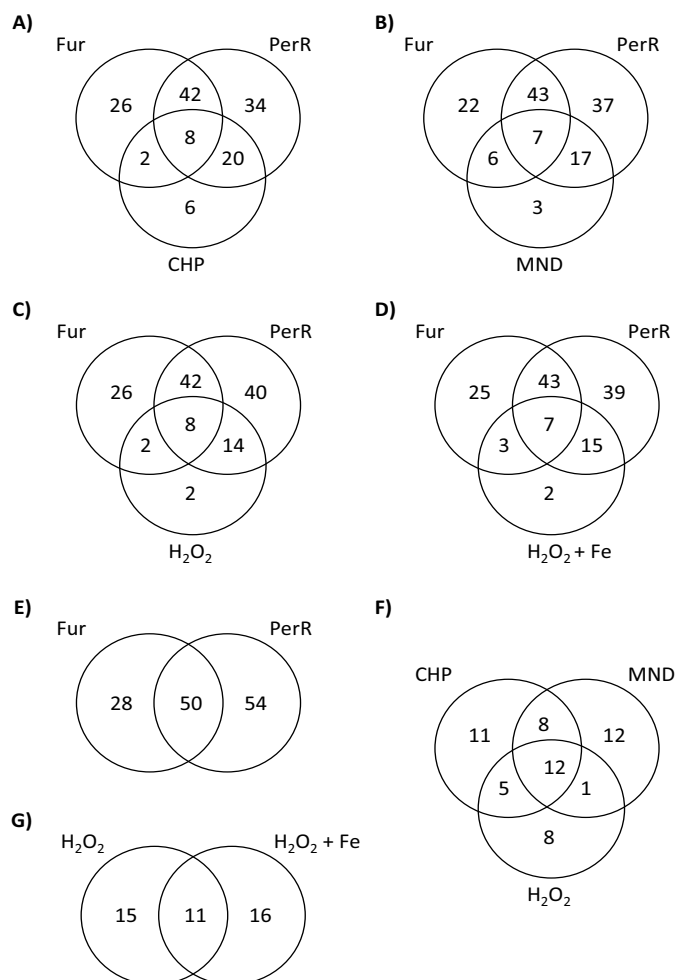 A)
Fur
PerR
26
42
34
8
2
20
6
CHP
B)
Fur
PerR
22
43
37
7
6
17
3
MND
C)
Fur
PerR
26
42
40
8
2
14
2
H₂O₂
D)
Fur
PerR
25
43
39
7
3
15
2
H₂O₂ + Fe
E)
Fur
PerR
28
50
54
F)
CHP
MND
11
8
12
12
5
1
8
H₂O₂
G)
H₂O₂
H₂O₂ + Fe
15
11
16